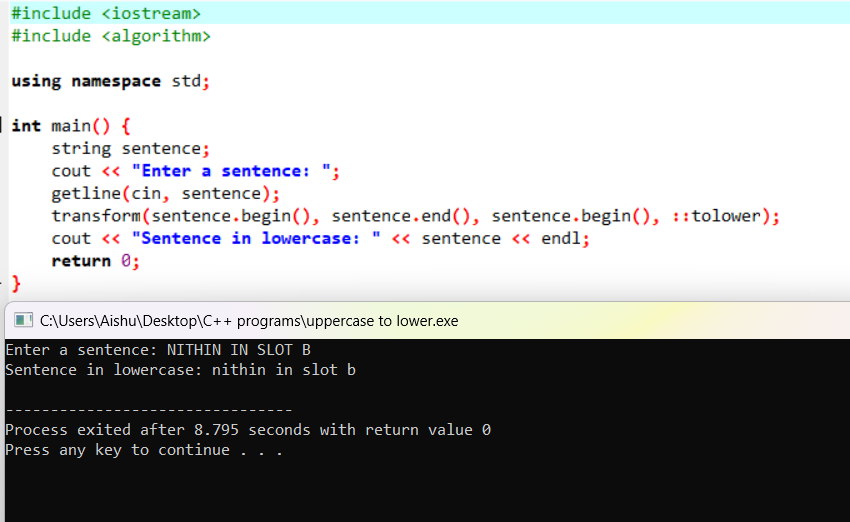 #include <iostream>
#include <algorithm>
using namespace std;
int main() {
    string sentence;
    cout << "Enter a sentence: ";
    getline(cin, sentence);
    transform(sentence.begin(), sentence.end(), sentence.begin(), ::tolower);
    cout << "Sentence in lowercase: " << sentence << endl;
    return 0;
}
C:\Users\Aishu\Desktop\C++ programs\uppercase to lower.exe
Enter a sentence: NITHIN IN SLOT B
Sentence in lowercase: nithin in slot b
--------------------------------
Process exited after 8.795 seconds with return value 0
Press any key to continue . . .